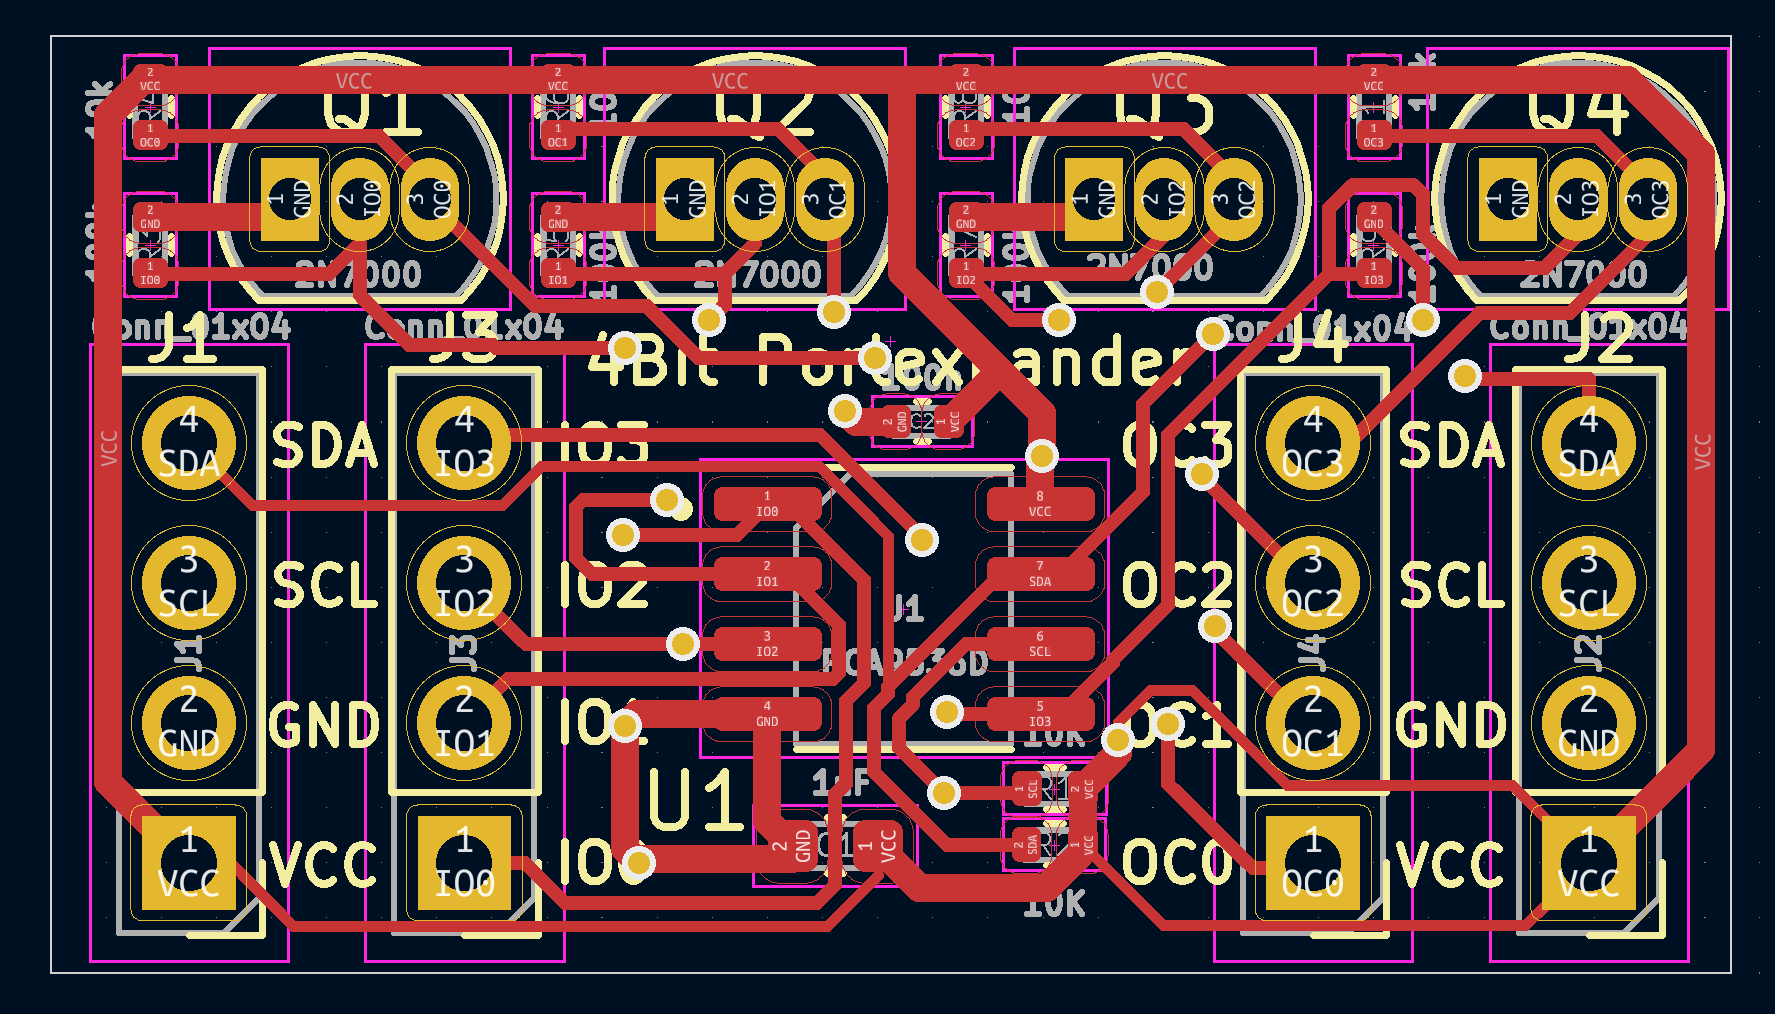 VCC VCC VCC
2 VCC 2 VCC 2 VCC 2 VCC
Q1 Q2 Q3 Q4
1 OC0 1 OC1 1 OC2 1 OC3
1 GND 2 IO0 3 OC0
1 GND 2 IO1 3 OC1
1 GND 2 IO2 3 OC2
1 GND 2 IO3 3 OC3
2 GND 2 GND 2 GND 2 GND
1 IO0 1 IO1 1 IO2 1 IO3
2N7000 2N7000 2N7000 2N7000
Conn_01x04 Conn_01x04 Conn_01x04 Conn_01x04
J1 J3 J4 J2
4Bit Portexpander
100n
2 GND 1 VCC
VCC VCC
4 SDA SDA 4 IO3 IO3
OC3 4 OC3 SDA 4 SDA
1 IO0 8 VCC
3 SCL SCL 3 IO2 IO2
2 IO1 7 SDA
OC2 3 OC2 SCL 3 SCL
U1
PCA9536D
3 IO2 6 SCL
J1 J3 J4 J2
2 GND GND 2 IO1 IO1
4 GND 5 IO3
OC1 2 OC1 GND 2 GND
10K
U1 1uF
1 SCL R1 2 VCC
2 GND C1 1 VCC
2 SDA 1 VCC
1 VCC VCC 1 IO0 IO0
OC0 1 OC0 VCC 1 VCC
10K